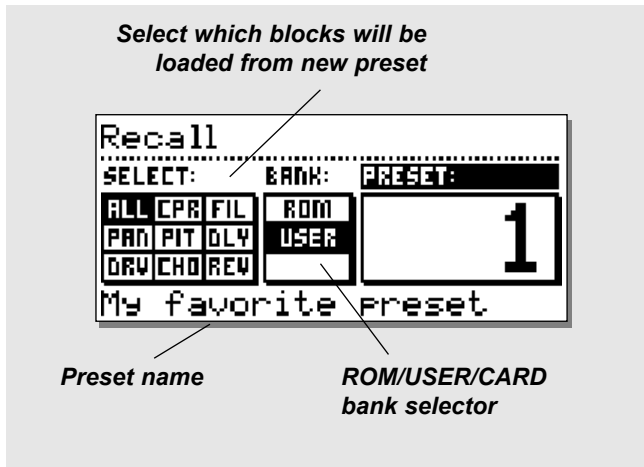 Select which blocks will be
loaded from new preset
Recall
SELECT: BANK: PRESET:
ALL CPR FIL ROM 1
PAN PIT DLY USER
DRV CHO REV
My favorite preset
Preset name ROM/USER/CARD
bank selector